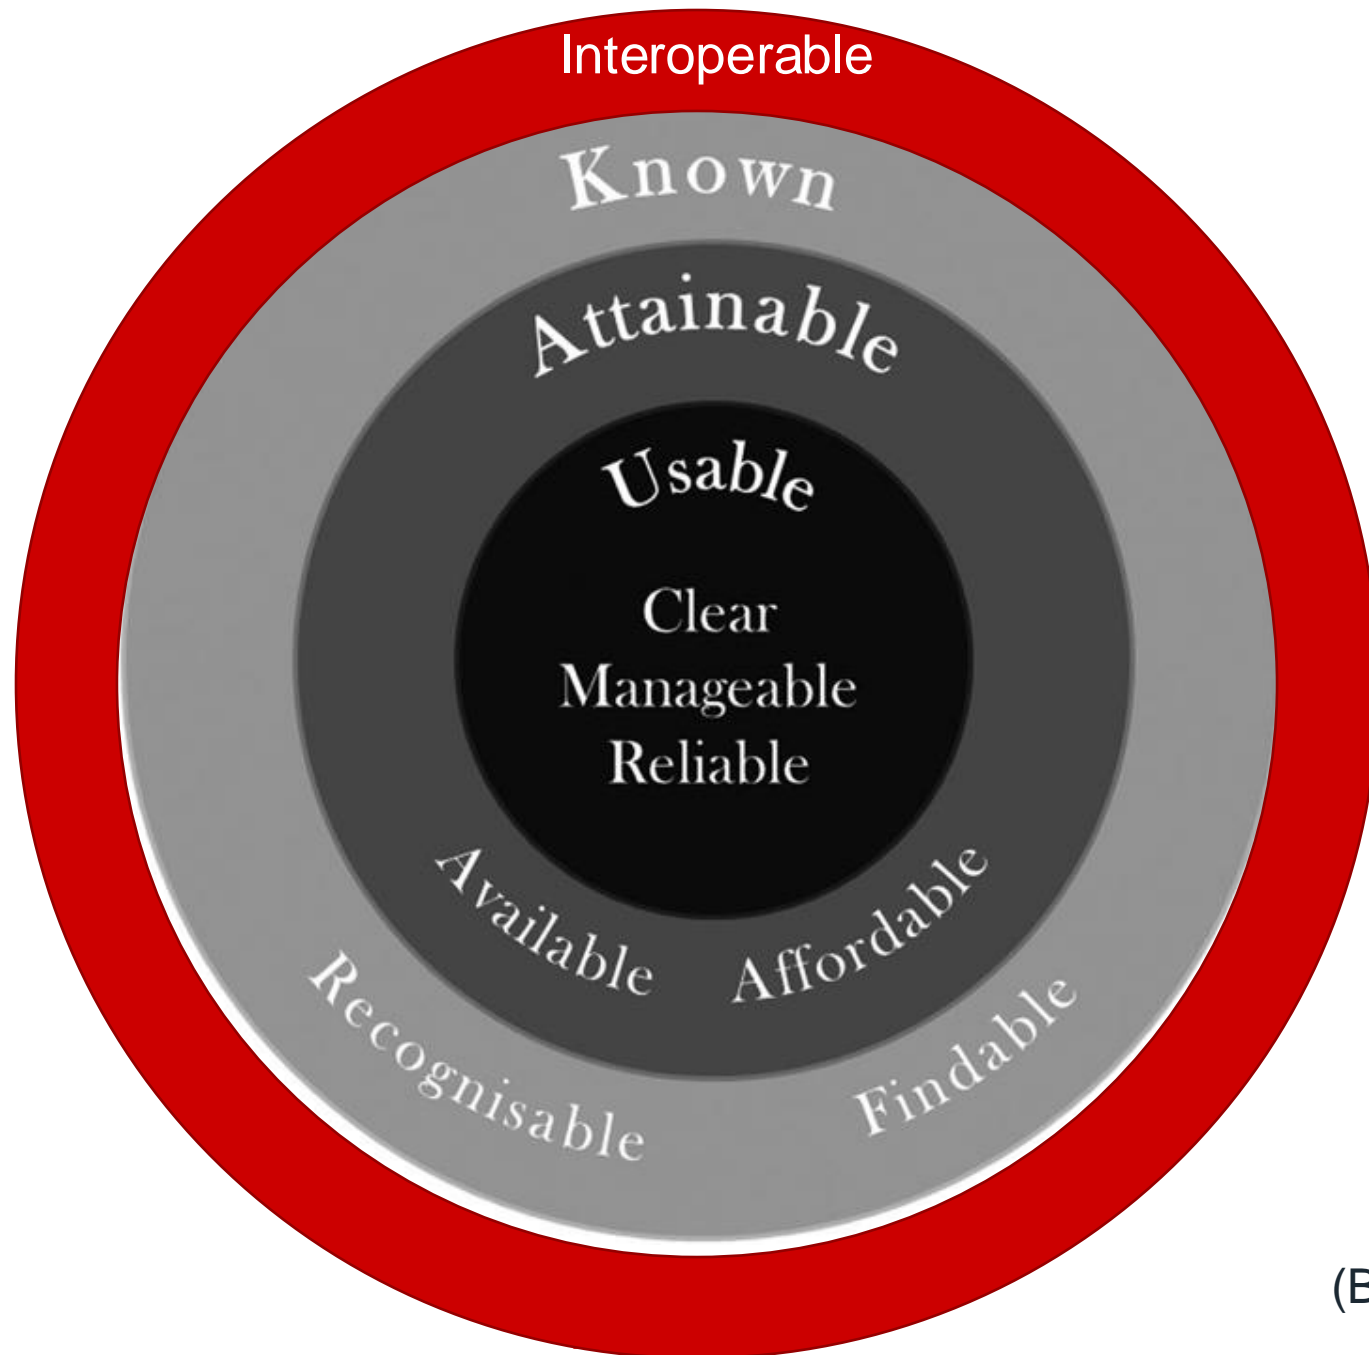 Interoperable
Known
Attainable
Usable
Clear
Manageable
Reliable
Available
Affordable
Recognisable
Findable
(B